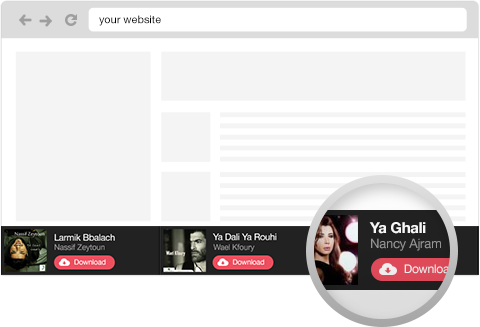 your website
Larmik Bbalach
Nassif Zeytoun
Download
Ya Dali Ya Rouhi
Wael Kfoury
Download
Ya Ghali
Nancy Ajram
Downloa
Nassif Zeytoun
Wael Kfoury